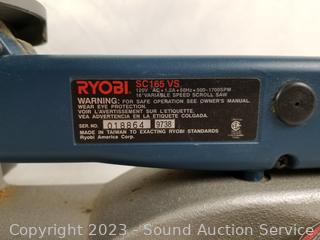 RYOBI SC165 VS
120V AC • 1.2A • 60Hz • 500-1700SPM
16" VARIABLE SPEED SCROLL SAW
WARNING: FOR SAFE OPERATION SEE OWNER'S MANUAL.
WEAR EYE PROTECTION.
VOIR L'AVERTISSEMENT SUR L'ETIQUETTE.
VEA ADVERTENCIA EN LA ETIQUETA COLGADA.
SER. NO. 018864 9738
MADE IN TAIWAN TO EXACTING RYOBI STANDARDS
Ryobi America Corp.
Copyright 2023 - Sound Auction Service